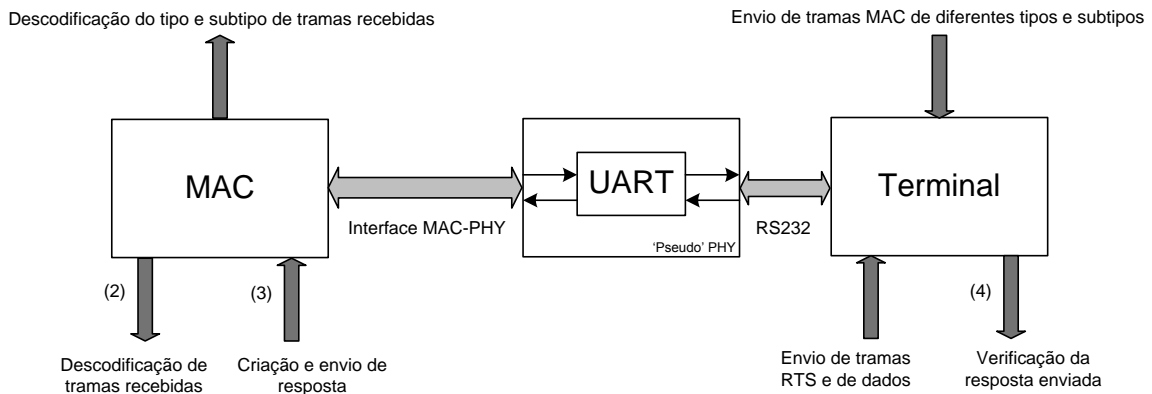 Descodificação do tipo e subtipo de tramas recebidas
Envio de tramas MAC de diferentes tipos e subtipos
MAC
UART
Terminal
Interface MAC-PHY
'Pseudo' PHY
RS232
(2)
(3)
(4)
Descodificação de
tramas recebidas
Criação e envio de
resposta
Envio de tramas
RTS e de dados
Verificação da
resposta enviada